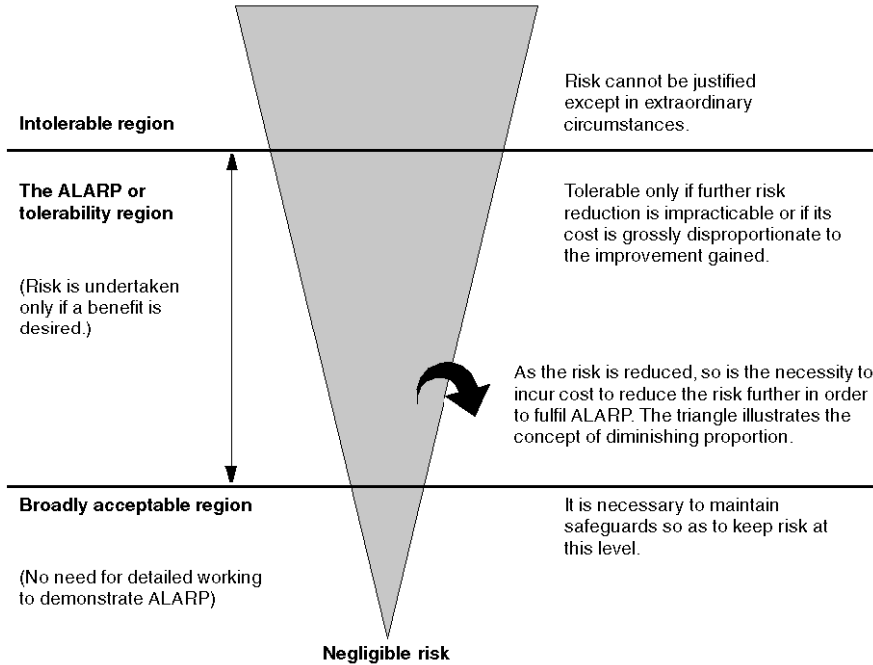 Intolerable region
Risk cannot be justified
except in extraordinary
circumstances.
The ALARP or
tolerability region
(Risk is undertaken
only if a benefit is
desired.)
Tolerable only if further risk
reduction is impracticable or if its
cost is grossly disproportionate to
the improvement gained.
As the risk is reduced, so is the necessity to
incur cost to reduce the risk further in order
to fulfil ALARP. The triangle illustrates the
concept of diminishing proportion.
Broadly acceptable region
(No need for detailed working
to demonstrate ALARP)
It is necessary to maintain
safeguards so as to keep risk at
this level.
Negligible risk